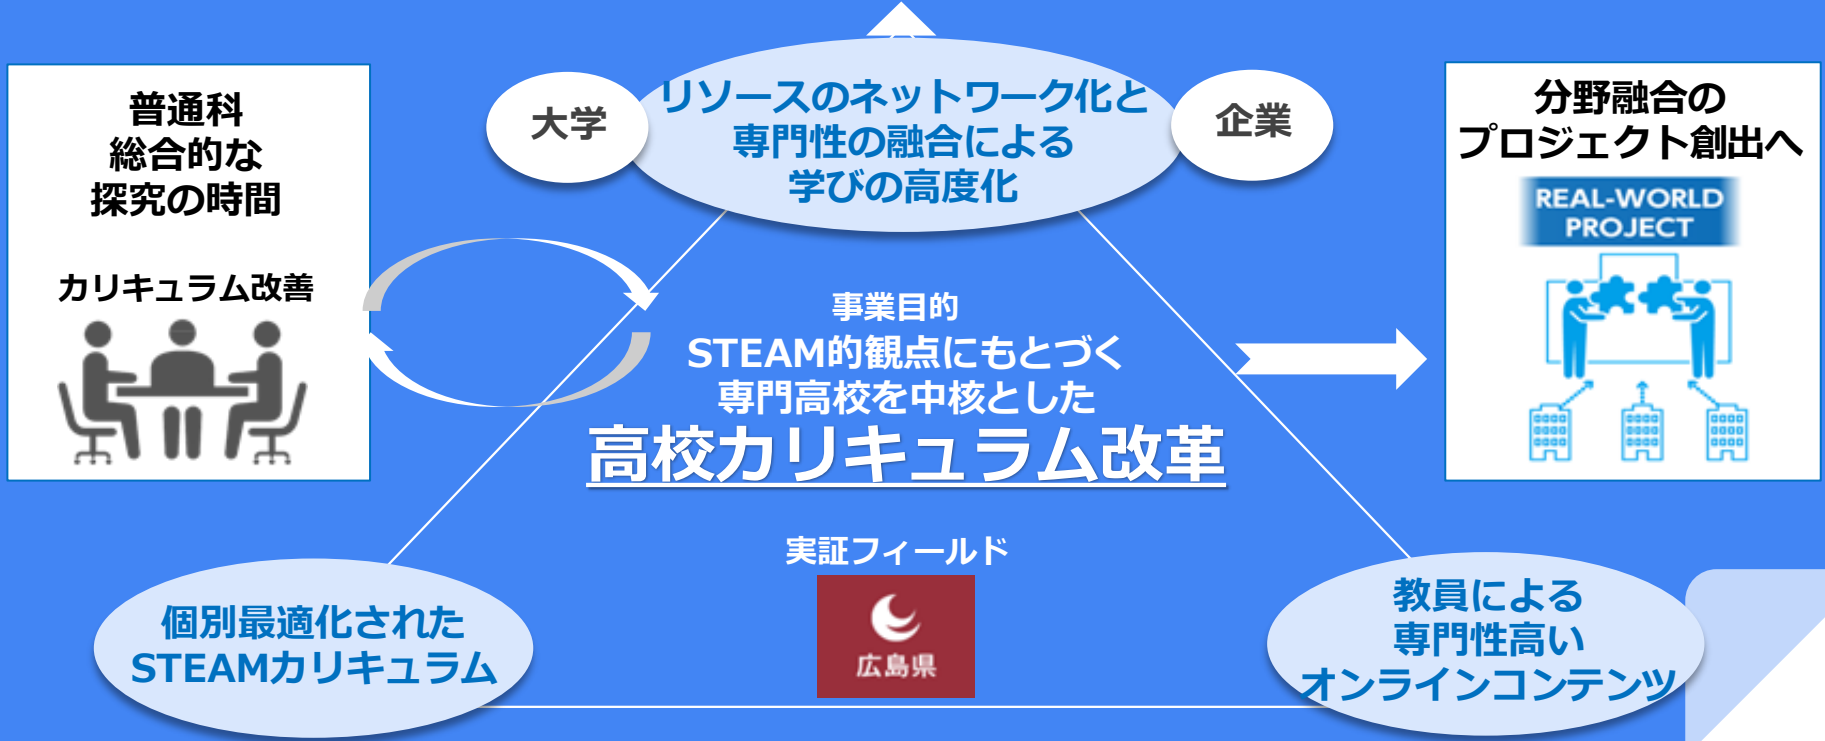 普通科
総合的な
探究の時間
カリキュラム改善
大学
リソースのネットワーク化と
専門性の融合による
学びの高度化
企業
分野融合の
プロジェクト創出へ
REAL-WORLD
PROJECT
事業目的
STEAM的観点にもとづく
専門高校を中核とした
高校カリキュラム改革
実証フィールド
広島県
個別最適化された
STEAMカリキュラム
教員による
専門性高い
オンラインコンテンツ